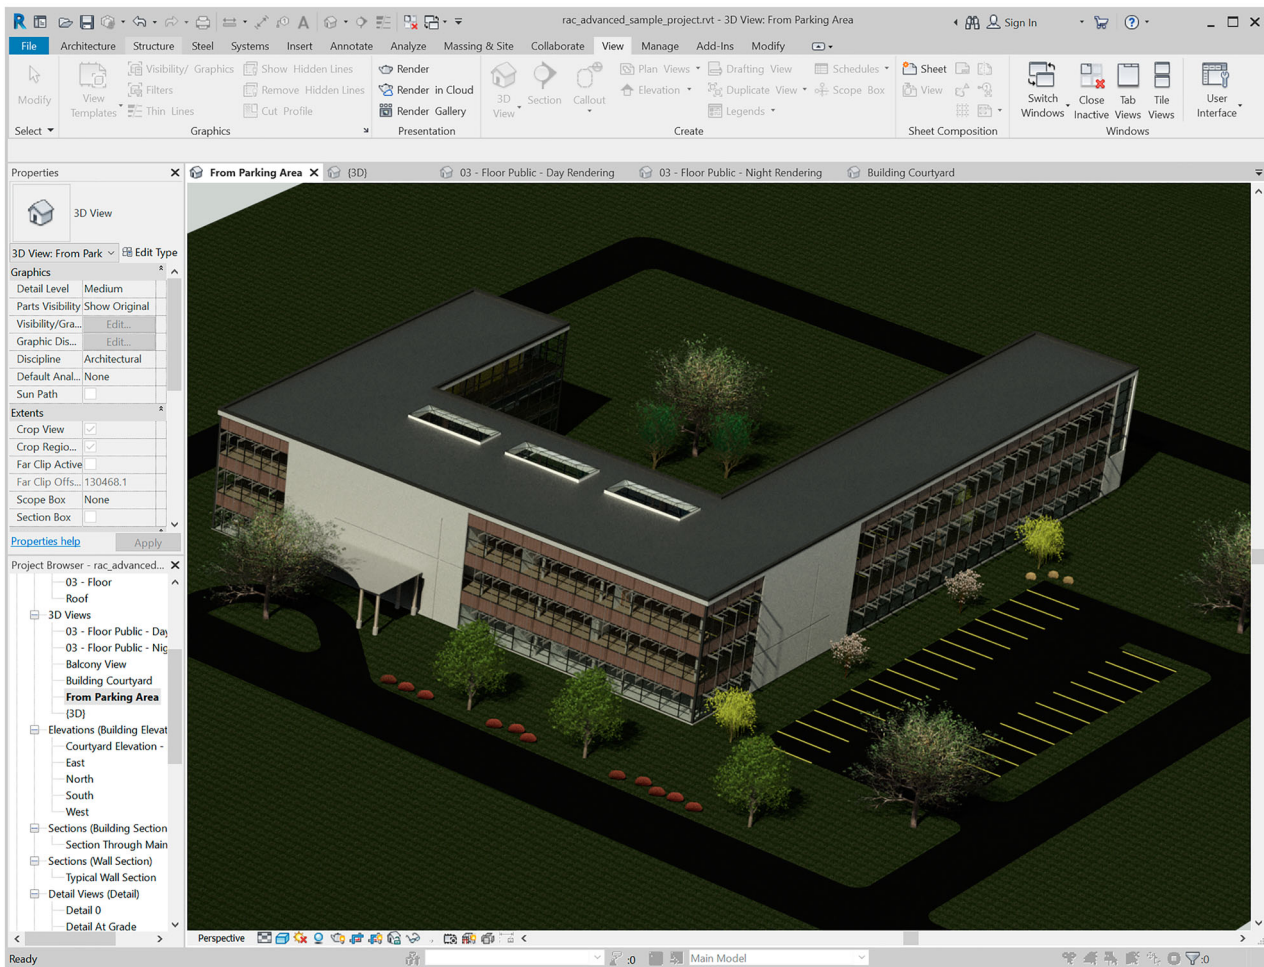 rac_advanced_sample_project.rvt - 3D View: From Parking Area
Sign In
File Architecture Structure Steel Systems Insert Annotate Analyze Massing & Site Collaborate View Manage Add-Ins Modify
Modify
View
Templates
Visibility/ Graphics
Filters
Thin Lines
Show Hidden Lines
Remove Hidden Lines
Cut Profile
Render
Render in Cloud
Render Gallery
3D
View
Section
Callout
Plan Views
Elevation
Drafting View
Duplicate View
Legends
Schedules
Scope Box
Sheet
View
Switch
Windows
Close
Inactive
Tab
Views
Tile
Views
User
Interface
Select
Graphics
Presentation
Create
Sheet Composition
Windows
Properties
From Parking Area
{3D}
03 - Floor Public - Day Rendering
03 - Floor Public - Night Rendering
Building Courtyard
3D View
3D View: From Park
Edit Type
Graphics
Detail Level Medium
Parts Visibility Show Original
Visibility/Gra... Edit...
Graphic Dis... Edit...
Discipline Architectural
Default Anal... None
Sun Path
Extents
Crop View
Crop Regio...
Far Clip Active
Far Clip Offs... 130468.1
Scope Box None
Section Box
Properties help Apply
Project Browser - rac_advanced...
03 - Floor
Roof
3D Views
03 - Floor Public - Day
03 - Floor Public - Nig
Balcony View
Building Courtyard
From Parking Area
{3D}
Elevations (Building Elevat
Courtyard Elevation -
East
North
South
West
Sections (Building Section
Section Through Main
Sections (Wall Section)
Typical Wall Section
Detail Views (Detail)
Detail 0
Detail At Grade
Perspective
Ready
:0
Main Model
:0